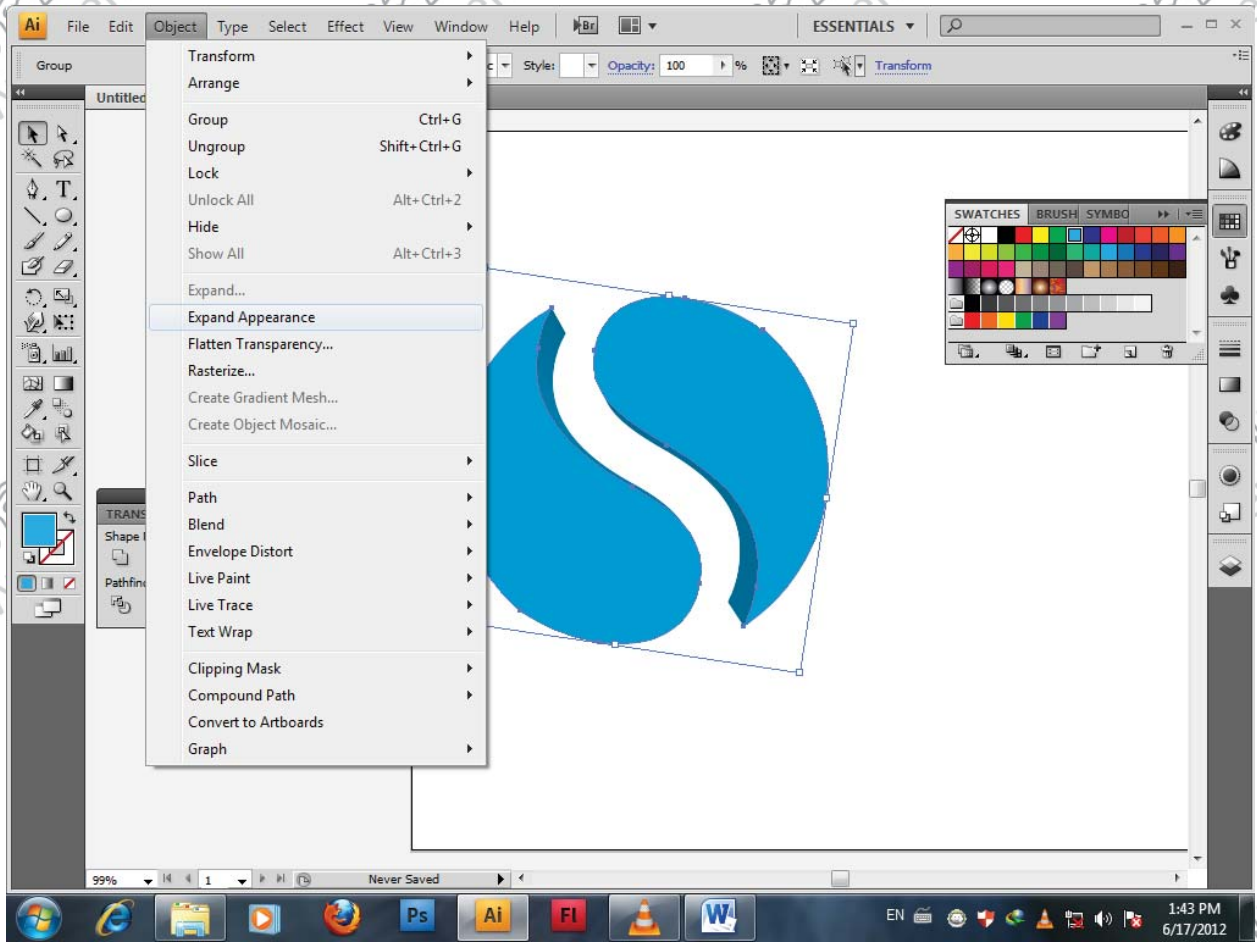 Ai File Edit Object Type Select Effect View Window Help Br ESSENTIALS
Group c Style: Opacity: 100 % Transform
Untitled
Transform
Arrange
Group Ctrl+G
Ungroup Shift+Ctrl+G
Lock
Unlock All Alt+Ctrl+2
Hide
Show All Alt+Ctrl+3
Expand...
Expand Appearance
Flatten Transparency...
Rasterize...
Create Gradient Mesh...
Create Object Mosaic...
Slice
Path
Blend
Envelope Distort
Live Paint
Live Trace
Text Wrap
Clipping Mask
Compound Path
Convert to Artboards
Graph
SWATCHES BRUSH SYMBO
TRANS
Shape
Pathfin
99% 1 Never Saved
Ps Ai Fl W EN 1:43 PM
6/17/2012